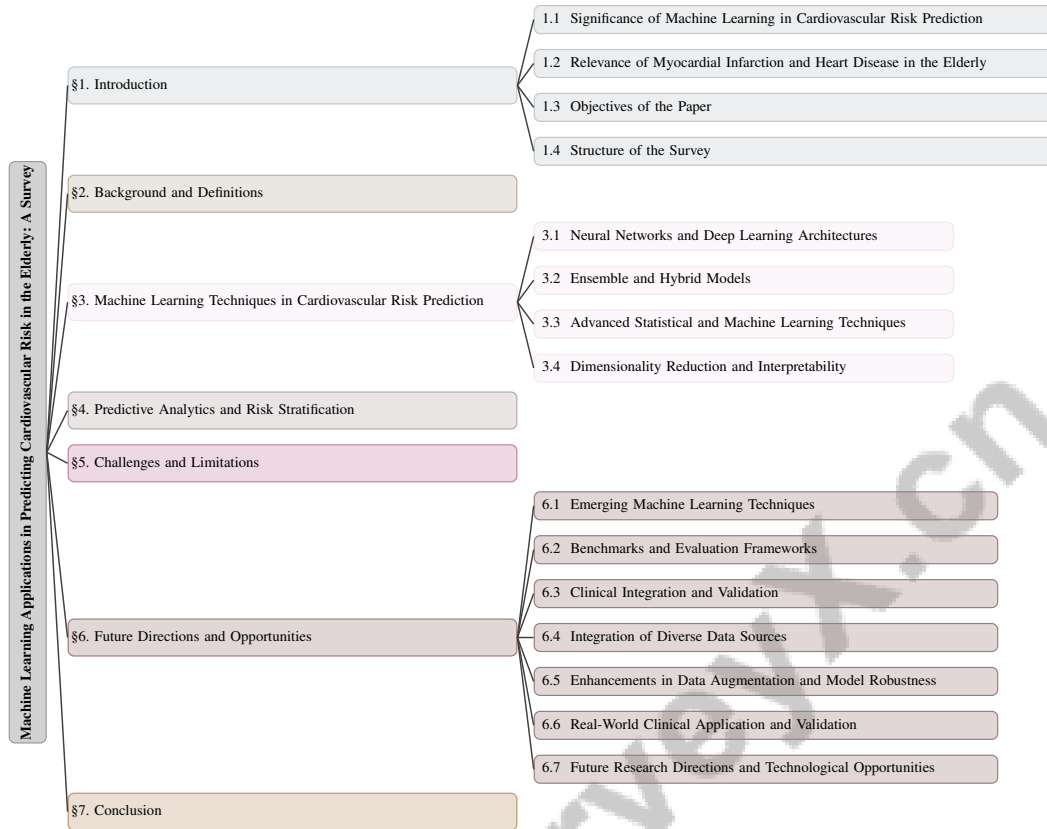 Machine Learning Applications in Predicting Cardiovascular Risk in the Elderly: A Survey
§1. Introduction
1.1 Significance of Machine Learning in Cardiovascular Risk Prediction
1.2 Relevance of Myocardial Infarction and Heart Disease in the Elderly
1.3 Objectives of the Paper
1.4 Structure of the Survey
§2. Background and Definitions
§3. Machine Learning Techniques in Cardiovascular Risk Prediction
3.1 Neural Networks and Deep Learning Architectures
3.2 Ensemble and Hybrid Models
3.3 Advanced Statistical and Machine Learning Techniques
3.4 Dimensionality Reduction and Interpretability
§4. Predictive Analytics and Risk Stratification
§5. Challenges and Limitations
§6. Future Directions and Opportunities
6.1 Emerging Machine Learning Techniques
6.2 Benchmarks and Evaluation Frameworks
6.3 Clinical Integration and Validation
6.4 Integration of Diverse Data Sources
6.5 Enhancements in Data Augmentation and Model Robustness
6.6 Real-World Clinical Application and Validation
6.7 Future Research Directions and Technological Opportunities
§7. Conclusion
rveyx.cn